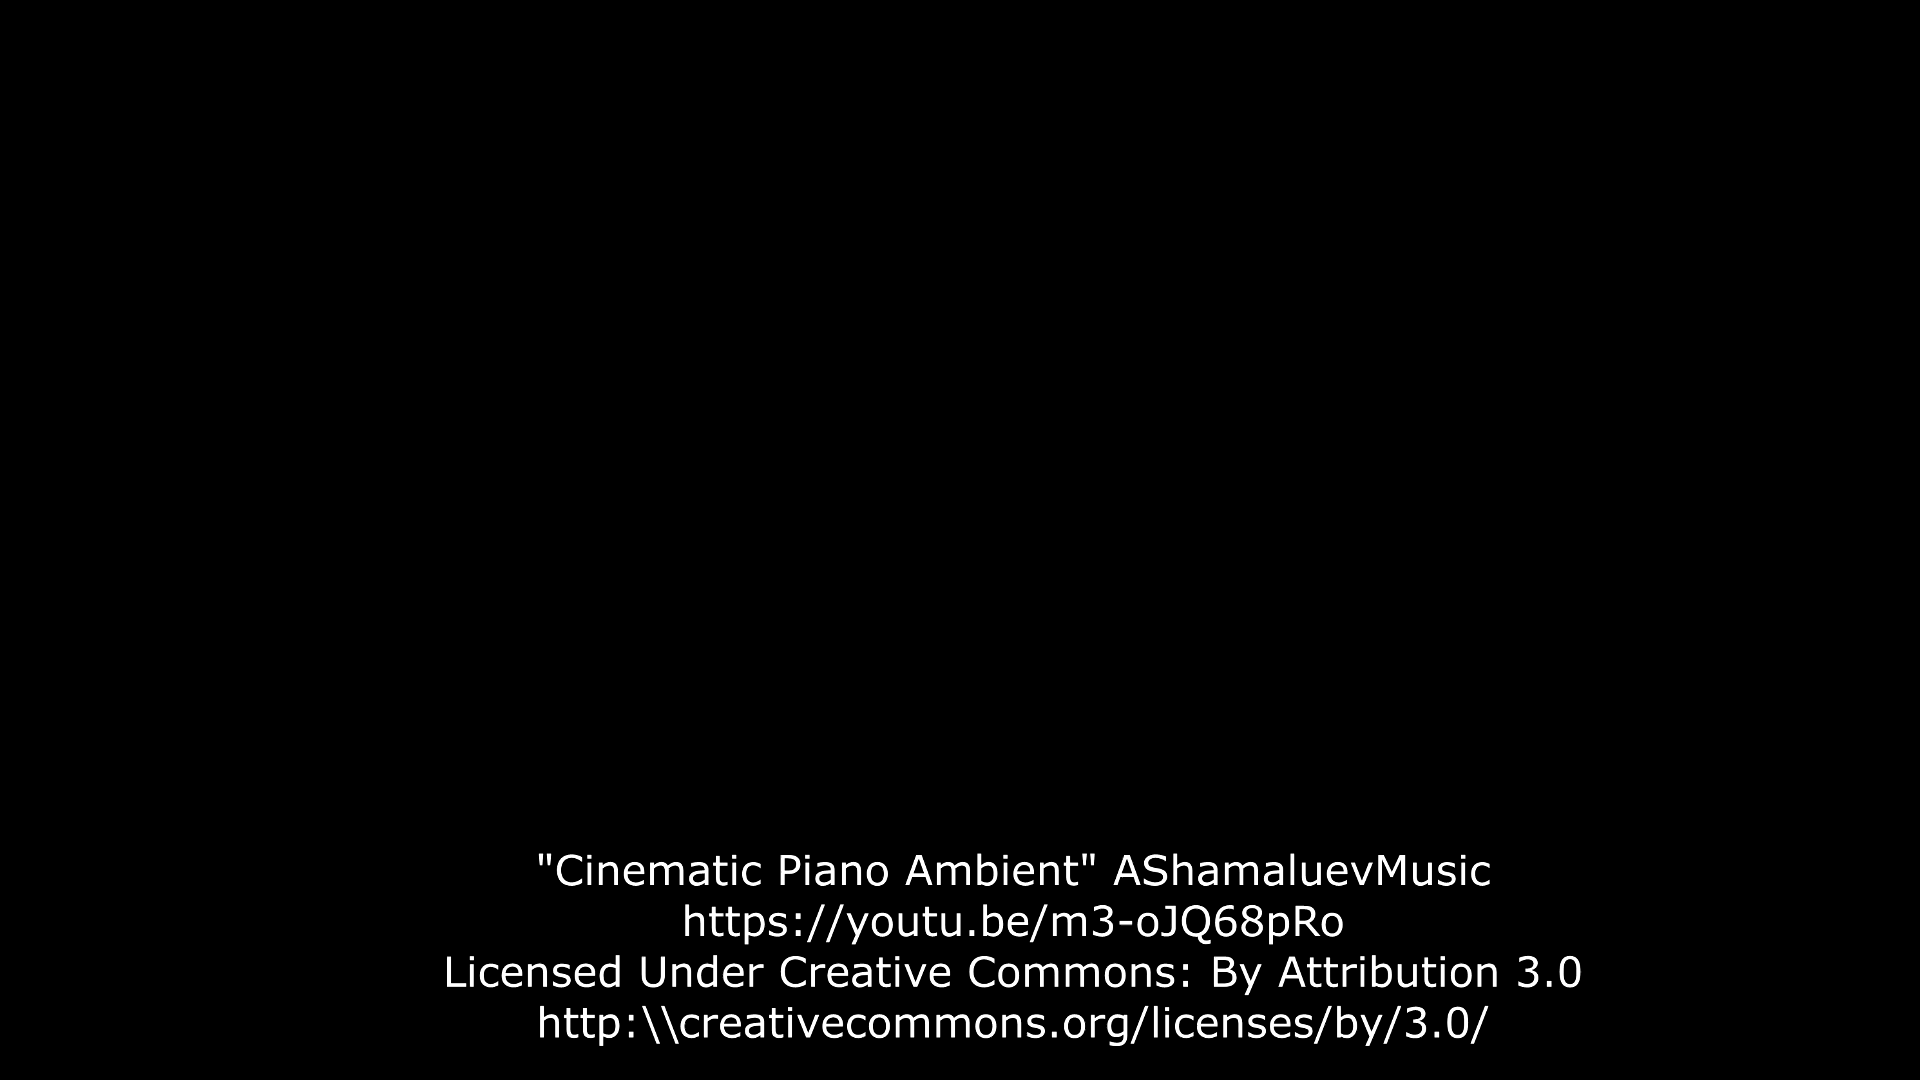 "Cinematic Piano Ambient" AShamaluevMusic
https://youtu.be/m3-oJQ68pRo
Licensed Under Creative Commons: By Attribution 3.0
http:\\creativecommons.org/licenses/by/3.0/